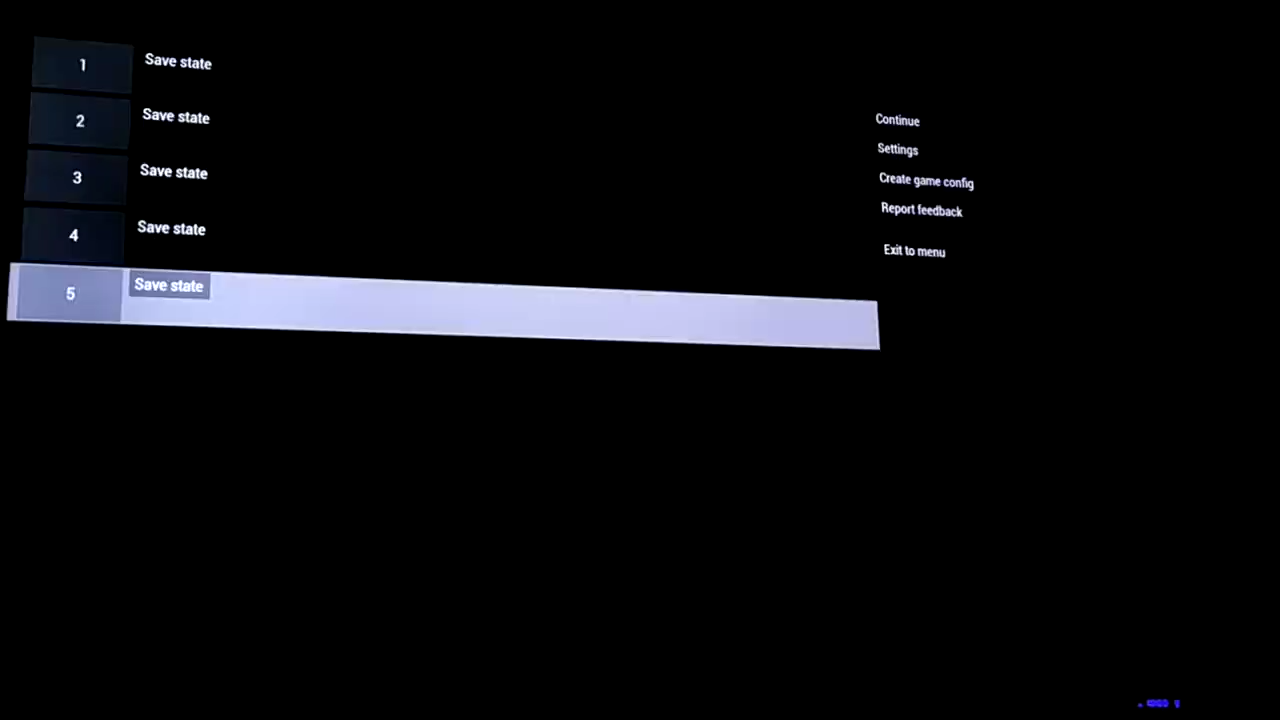 1 Save state
2 Save state
3 Save state
4 Save state
5 Save state
Continue
Settings
Create game config
Report feedback
Exit to menu